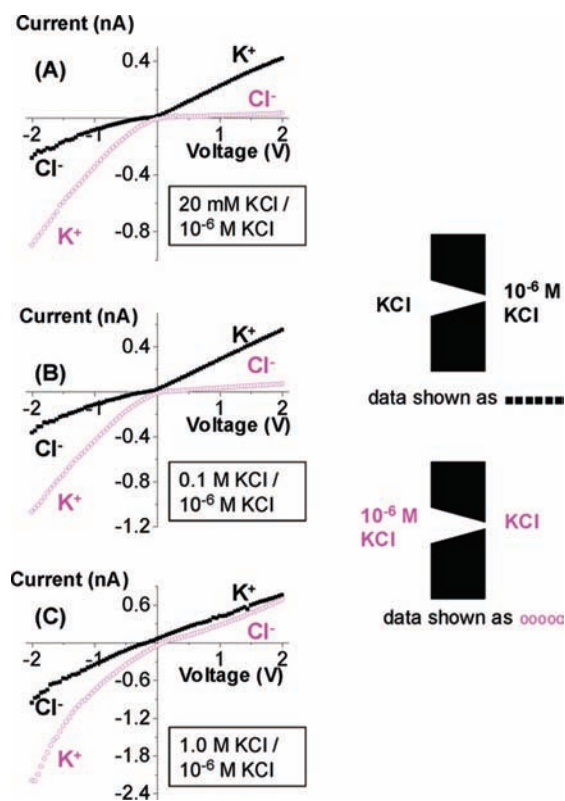 Current (nA)
(A)
0.4
K⁺
Cl⁻
-2
-1
0
1
2
Voltage (V)
Cl⁻
-0.4
K⁺
-0.8
20 mM KCl /
10⁻⁶ M KCl
Current (nA)
(B)
0.4
K⁺
Cl⁻
-2
-1
0
1
2
Voltage (V)
Cl⁻
-0.4
K⁺
-0.8
-1.2
0.1 M KCl /
10⁻⁶ M KCl
Current (nA)
(C)
0.6
K⁺
Cl⁻
-2
-1
0
1
2
Voltage (V)
-0.6
Cl⁻
-1.2
K⁺
-1.8
-2.4
1.0 M KCl /
10⁻⁶ M KCl
KCl
10⁻⁶ M
KCl
data shown as
10⁻⁶ M
KCl
KCl
data shown as